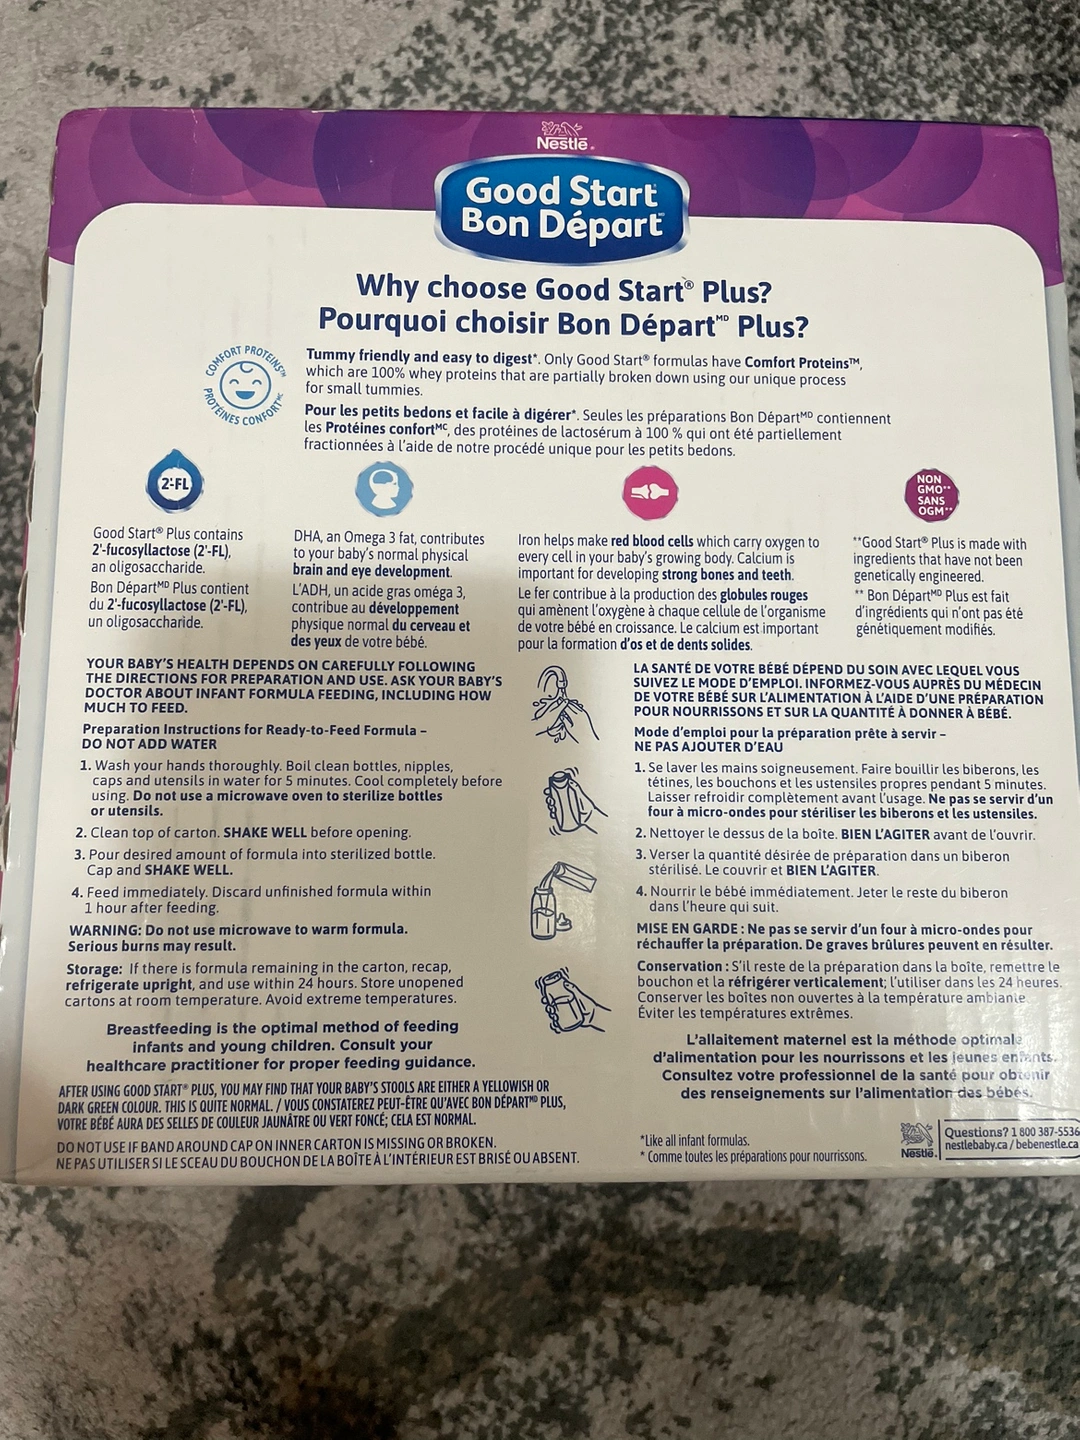 Nestlé®
Good Start®
Bon DépartMD
Why choose Good Start® Plus?
Pourquoi choisir Bon DépartMD Plus?
COMFORT PROTEINS™
PROTÉINES CONFORTMC
Tummy friendly and easy to digest*. Only Good Start® formulas have Comfort Proteins™,
which are 100% whey proteins that are partially broken down using our unique process
for small tummies.
Pour les petits bedons et facile à digérer*. Seules les préparations Bon DépartMD contiennent
les Protéines confortMC, des protéines de lactosérum à 100 % qui ont été partiellement
fractionnées à l'aide de notre procédé unique pour les petits bedons.
2'-FL
Good Start® Plus contains
2'-fucosyllactose (2'-FL),
an oligosaccharide.
Bon DépartMD Plus contient
du 2'-fucosyllactose (2'-FL),
un oligosaccharide.
DHA, an Omega 3 fat, contributes
to your baby's normal physical
brain and eye development.
L'ADH, un acide gras oméga 3,
contribue au développement
physique normal du cerveau et
des yeux de votre bébé.
Iron helps make red blood cells which carry oxygen to
every cell in your baby's growing body. Calcium is
important for developing strong bones and teeth.
Le fer contribue à la production des globules rouges
qui amènent l'oxygène à chaque cellule de l'organisme
de votre bébé en croissance. Le calcium est important
pour la formation d'os et de dents solides.
NON
GMO**
SANS
OGM**
**Good Start® Plus is made with
ingredients that have not been
genetically engineered.
** Bon DépartMD Plus est fait
d'ingrédients qui n'ont pas été
génétiquement modifiés.
YOUR BABY'S HEALTH DEPENDS ON CAREFULLY FOLLOWING
THE DIRECTIONS FOR PREPARATION AND USE. ASK YOUR BABY'S
DOCTOR ABOUT INFANT FORMULA FEEDING, INCLUDING HOW
MUCH TO FEED.
Preparation Instructions for Ready-to-Feed Formula –
DO NOT ADD WATER
1. Wash your hands thoroughly. Boil clean bottles, nipples,
caps and utensils in water for 5 minutes. Cool completely before
using. Do not use a microwave oven to sterilize bottles
or utensils.
2. Clean top of carton. SHAKE WELL before opening.
3. Pour desired amount of formula into sterilized bottle.
Cap and SHAKE WELL.
4. Feed immediately. Discard unfinished formula within
1 hour after feeding.
WARNING: Do not use microwave to warm formula.
Serious burns may result.
Storage: If there is formula remaining in the carton, recap,
refrigerate upright, and use within 24 hours. Store unopened
cartons at room temperature. Avoid extreme temperatures.
Breastfeeding is the optimal method of feeding
infants and young children. Consult your
healthcare practitioner for proper feeding guidance.
AFTER USING GOOD START® PLUS, YOU MAY FIND THAT YOUR BABY'S STOOLS ARE EITHER A YELLOWISH OR
DARK GREEN COLOUR. THIS IS QUITE NORMAL. / VOUS CONSTATEREZ PEUT-ÊTRE QU'AVEC BON DÉPARTMD PLUS,
VOTRE BÉBÉ AURA DES SELLES DE COULEUR JAUNÂTRE OU VERT FONCÉ; CELA EST NORMAL.
DO NOT USE IF BAND AROUND CAP ON INNER CARTON IS MISSING OR BROKEN.
NE PAS UTILISER SI LE SCEAU DU BOUCHON DE LA BOÎTE À L'INTÉRIEUR EST BRISÉ OU ABSENT.
LA SANTÉ DE VOTRE BÉBÉ DÉPEND DU SOIN AVEC LEQUEL VOUS
SUIVEZ LE MODE D'EMPLOI. INFORMEZ-VOUS AUPRÈS DU MÉDECIN
DE VOTRE BÉBÉ SUR L'ALIMENTATION À L'AIDE D'UNE PRÉPARATION
POUR NOURRISSONS ET SUR LA QUANTITÉ À DONNER À BÉBÉ.
Mode d'emploi pour la préparation prête à servir –
NE PAS AJOUTER D'EAU
1. Se laver les mains soigneusement. Faire bouillir les biberons, les
tétines, les bouchons et les ustensiles propres pendant 5 minutes.
Laisser refroidir complètement avant l'usage. Ne pas se servir d'un
four à micro-ondes pour stériliser les biberons et les ustensiles.
2. Nettoyer le dessus de la boîte. BIEN L'AGITER avant de l'ouvrir.
3. Verser la quantité désirée de préparation dans un biberon
stérilisé. Le couvrir et BIEN L'AGITER.
4. Nourrir le bébé immédiatement. Jeter le reste du biberon
dans l'heure qui suit.
MISE EN GARDE : Ne pas se servir d'un four à micro-ondes pour
réchauffer la préparation. De graves brûlures peuvent en résulter.
Conservation : S'il reste de la préparation dans la boîte, remettre le
bouchon et la réfrigérer verticalement; l'utiliser dans les 24 heures.
Conserver les boîtes non ouvertes à la température ambiante.
Éviter les températures extrêmes.
L'allaitement maternel est la méthode optimale
d'alimentation pour les nourrissons et les jeunes enfants.
Consultez votre professionnel de la santé pour obtenir
des renseignements sur l'alimentation des bébés.
*Like all infant formulas.
* Comme toutes les préparations pour nourrissons.
Nestlé®
Questions? 1 800 387-5536
nestlebaby.ca / bebenestle.ca